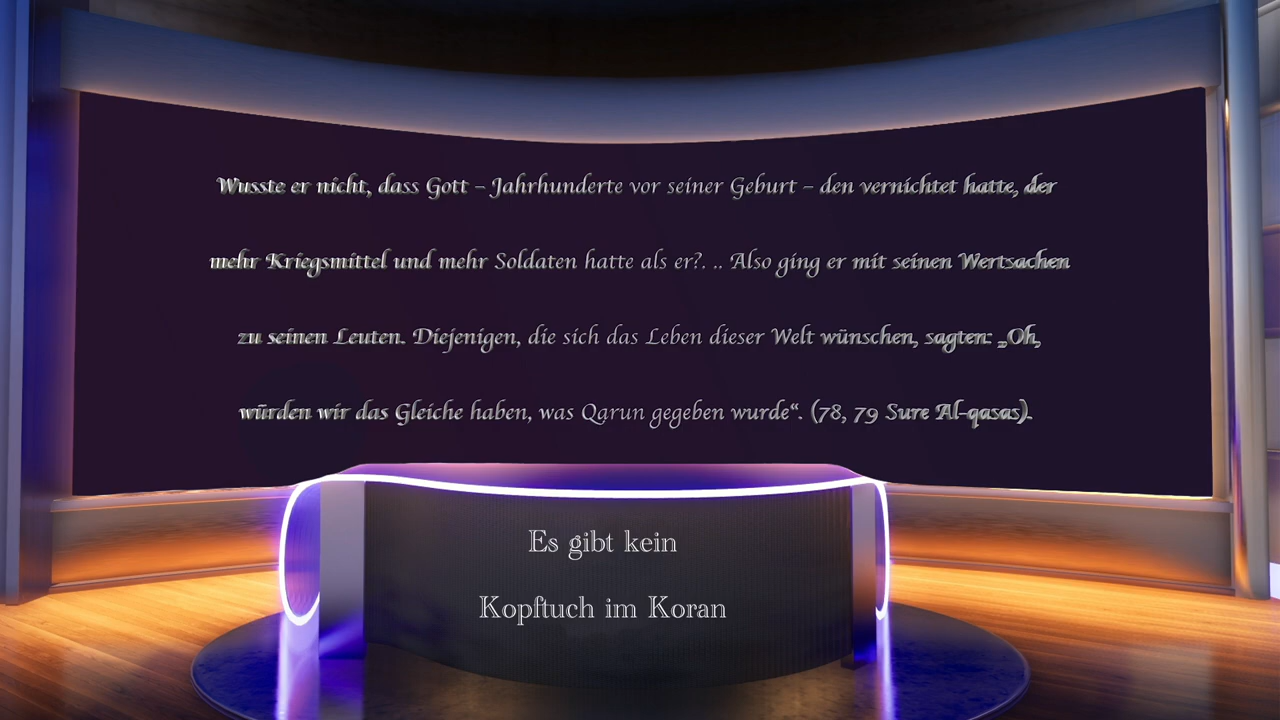 Wusste er nicht, dass Gott – Jahrhunderte vor seiner Geburt – den vernichtet hatte, der
mehr Kriegsmittel und mehr Soldaten hatte als er?. .. Also ging er mit seinen Wertsachen
zu seinen Leuten. Diejenigen, die sich das Leben dieser Welt wünschen, sagten: „Oh,
würden wir das Gleiche haben, was Qarun gegeben wurde“. (78, 79 Sure Al-qasas).
Es gibt kein
Kopftuch im Koran